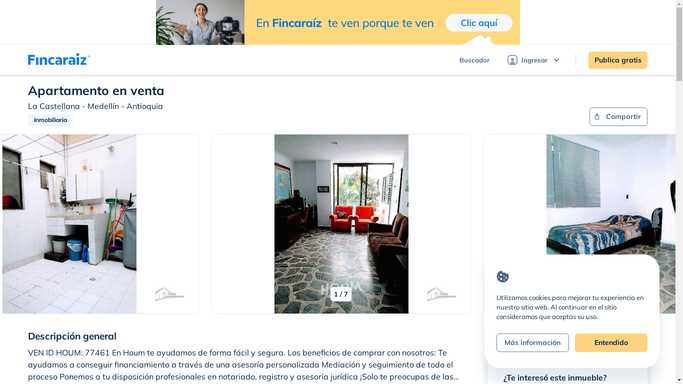 En Fincaraíz te ven porque te ven
Clic aquí
Fincaraíz
Buscador
Ingresar
Publica gratis
Apartamento en venta
La Castellana - Medellín - Antioquia
Inmobiliaria
Compartir
1 / 7
Utilizamos cookies para mejorar tu experiencia en
nuestro sitio web. Al continuar en el sitio
consideramos que aceptas su uso.
Más información
Entendido
Descripción general
VEN ID HOUM: 77461 En Houm te ayudamos de forma fácil y segura. Los beneficios de comprar con nosotros: Te
ayudamos a conseguir financiamiento a través de una asesoría personalizada Mediación y seguimiento de todo el
proceso Ponemos a tu disposición profesionales en notariado, registro y asesoría jurídica ¡Solo te preocupas de las...
¿Te interesó este inmueble?